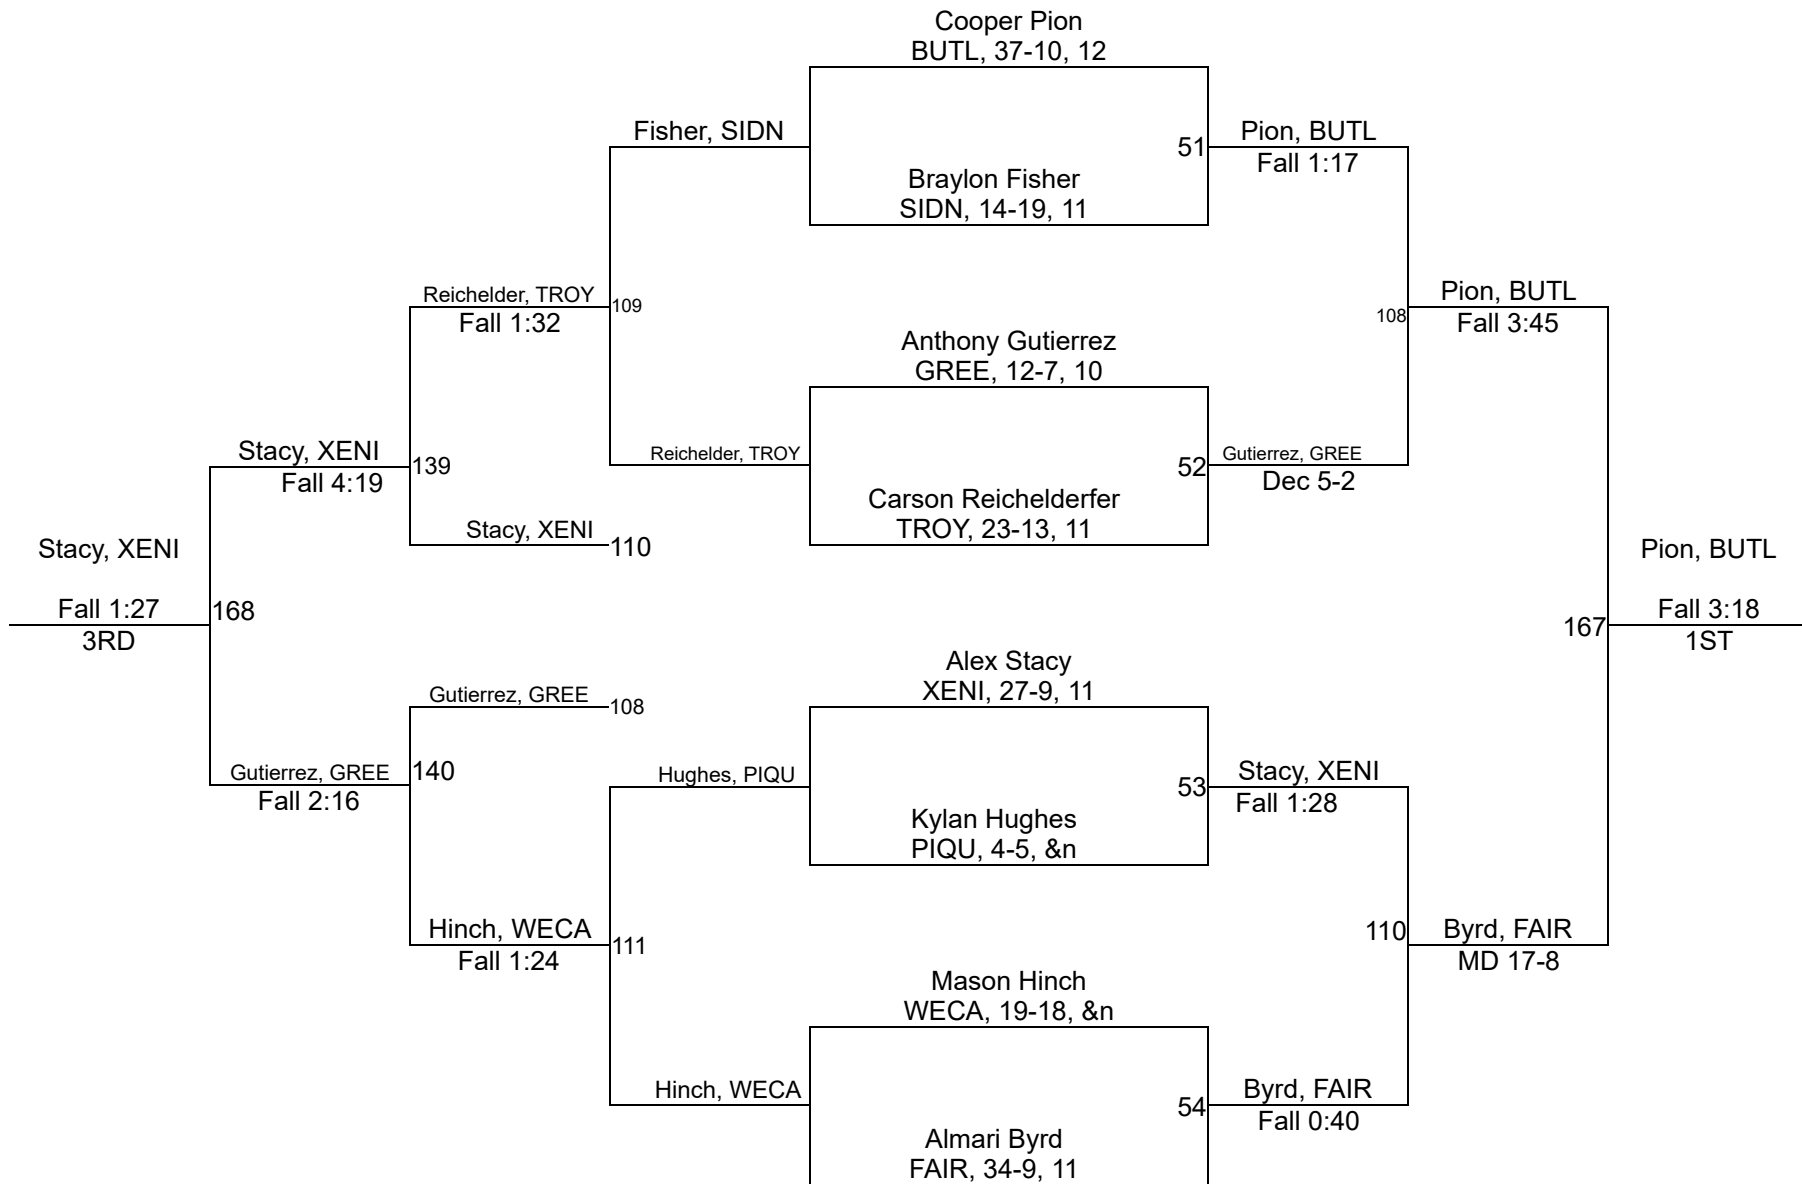 Cooper Pion
BUTL, 37-10, 12
Fisher, SIDN
51
Pion, BUTL
Fall 1:17
Braylon Fisher
SIDN, 14-19, 11
Reichelder, TROY
109
Fall 1:32
Pion, BUTL
108
Fall 3:45
Anthony Gutierrez
GREE, 12-7, 10
Stacy, XENI
139
Fall 4:19
Reichelder, TROY
52
Gutierrez, GREE
Dec 5-2
Carson Reichelderfer
TROY, 23-13, 11
Stacy, XENI
110
Stacy, XENI
Fall 1:27
168
3RD
Pion, BUTL
Fall 3:18
167
1ST
Alex Stacy
XENI, 27-9, 11
Gutierrez, GREE
108
Gutierrez, GREE
140
Fall 2:16
Hughes, PIQU
53
Stacy, XENI
Fall 1:28
Kylan Hughes
PIQU, 4-5, &n
Hinch, WECA
111
Fall 1:24
110
Byrd, FAIR
MD 17-8
Mason Hinch
WECA, 19-18, &n
Hinch, WECA
54
Byrd, FAIR
Fall 0:40
Almari Byrd
FAIR, 34-9, 11